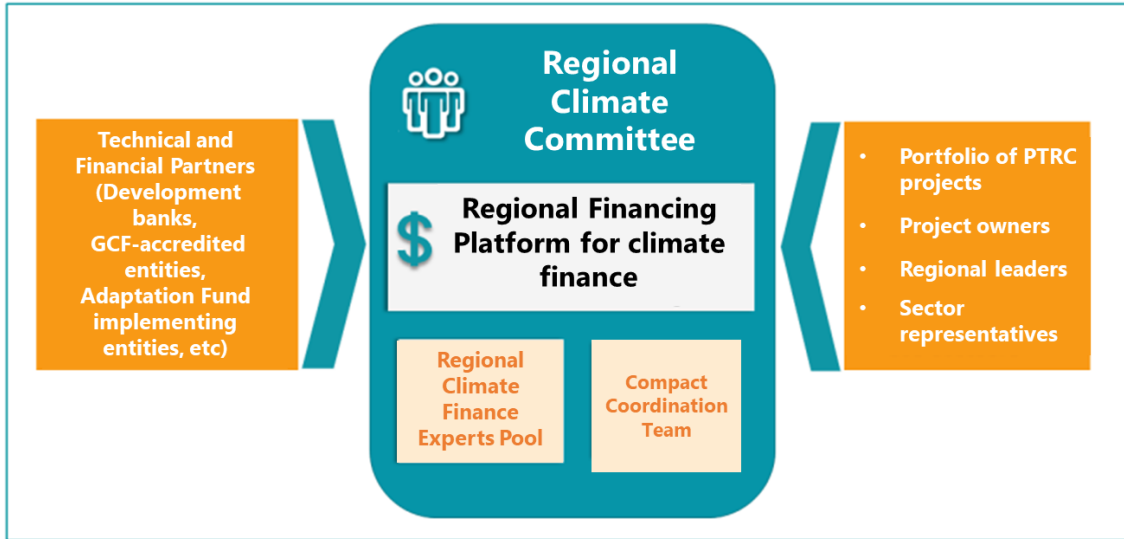 Technical and
Financial Partners
(Development
banks,
GCF-accredited
entities,
Adaptation Fund
implementing
entities, etc)
Regional
Climate
Committee
$
Regional Financing
Platform for climate
finance
Regional
Climate
Finance
Experts Pool
Compact
Coordination
Team
• Portfolio of PTRC
projects
• Project owners
• Regional leaders
• Sector
representatives